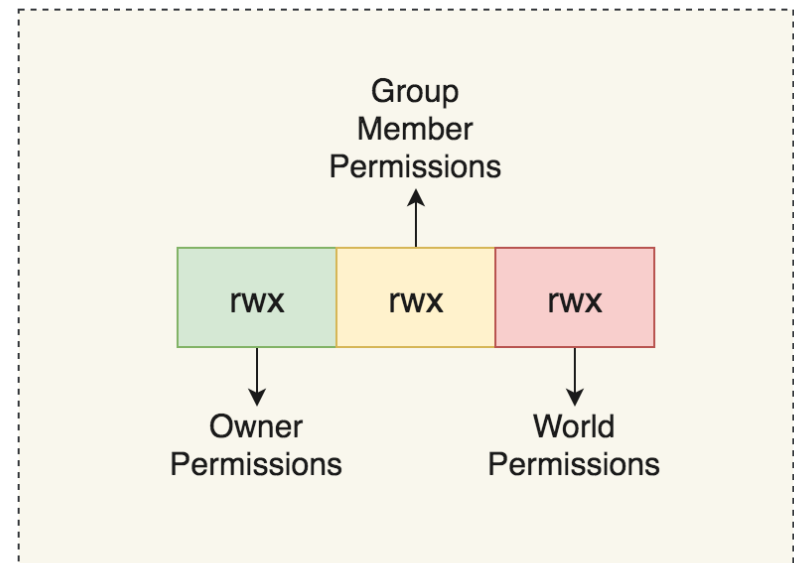 Group
Member
Permissions
rwx
rwx
rwx
Owner
Permissions
World
Permissions